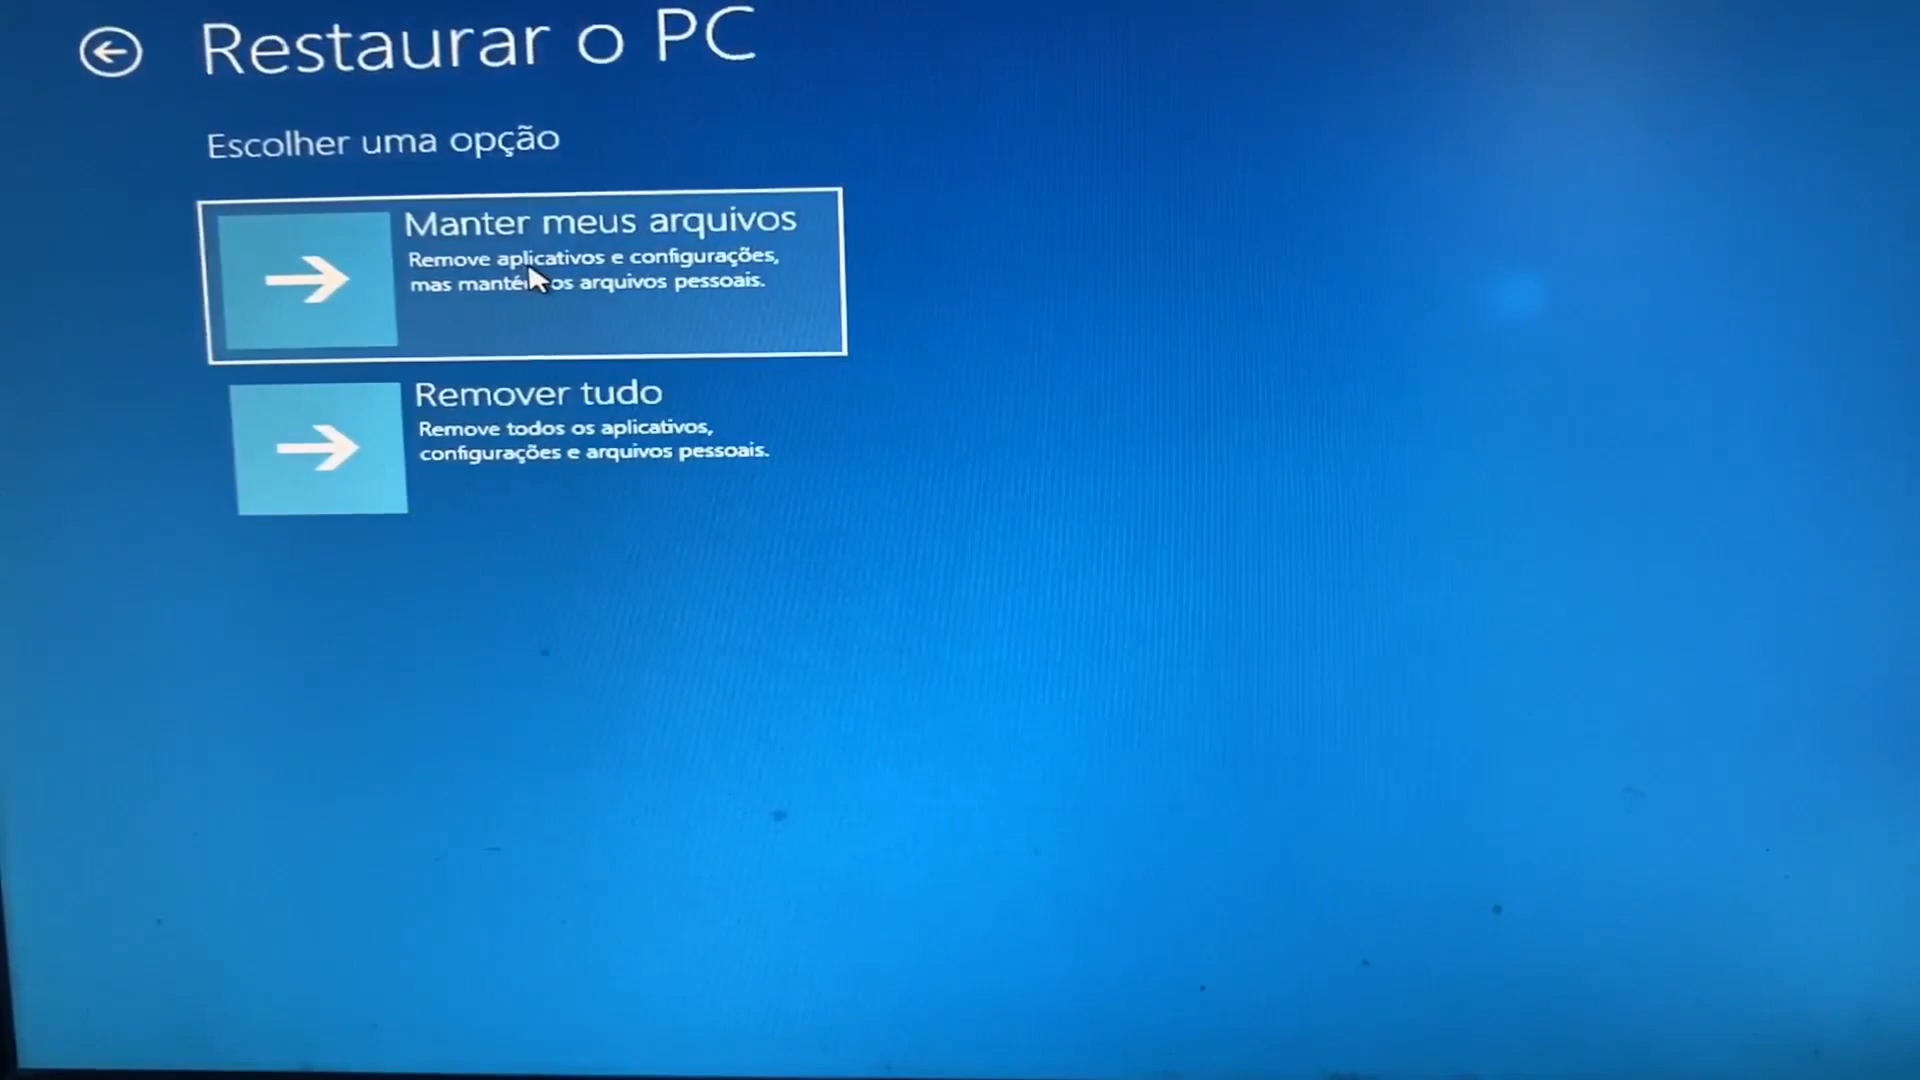 Restaurar o PC
Escolher uma opção
Manter meus arquivos
Remove aplicativos e configurações,
mas mantém os arquivos pessoais.
Remover tudo
Remove todos os aplicativos,
configurações e arquivos pessoais.